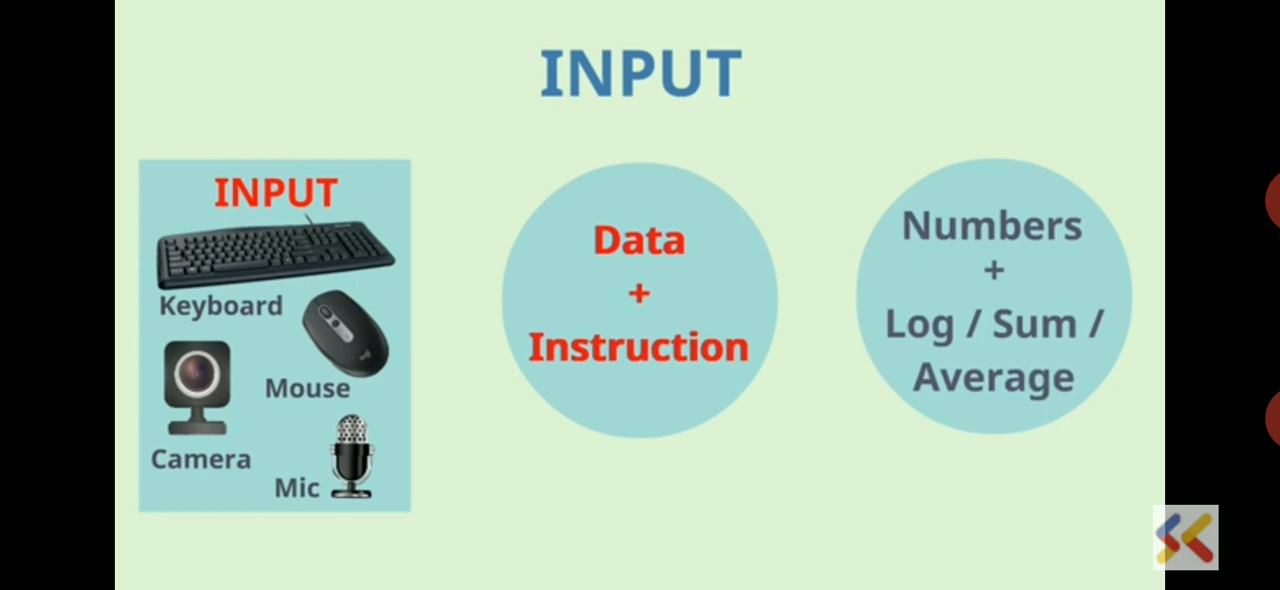 INPUT
INPUT
Keyboard
Mouse
Camera
Mic
Data
+
Instruction
Numbers
+
Log / Sum /
Average